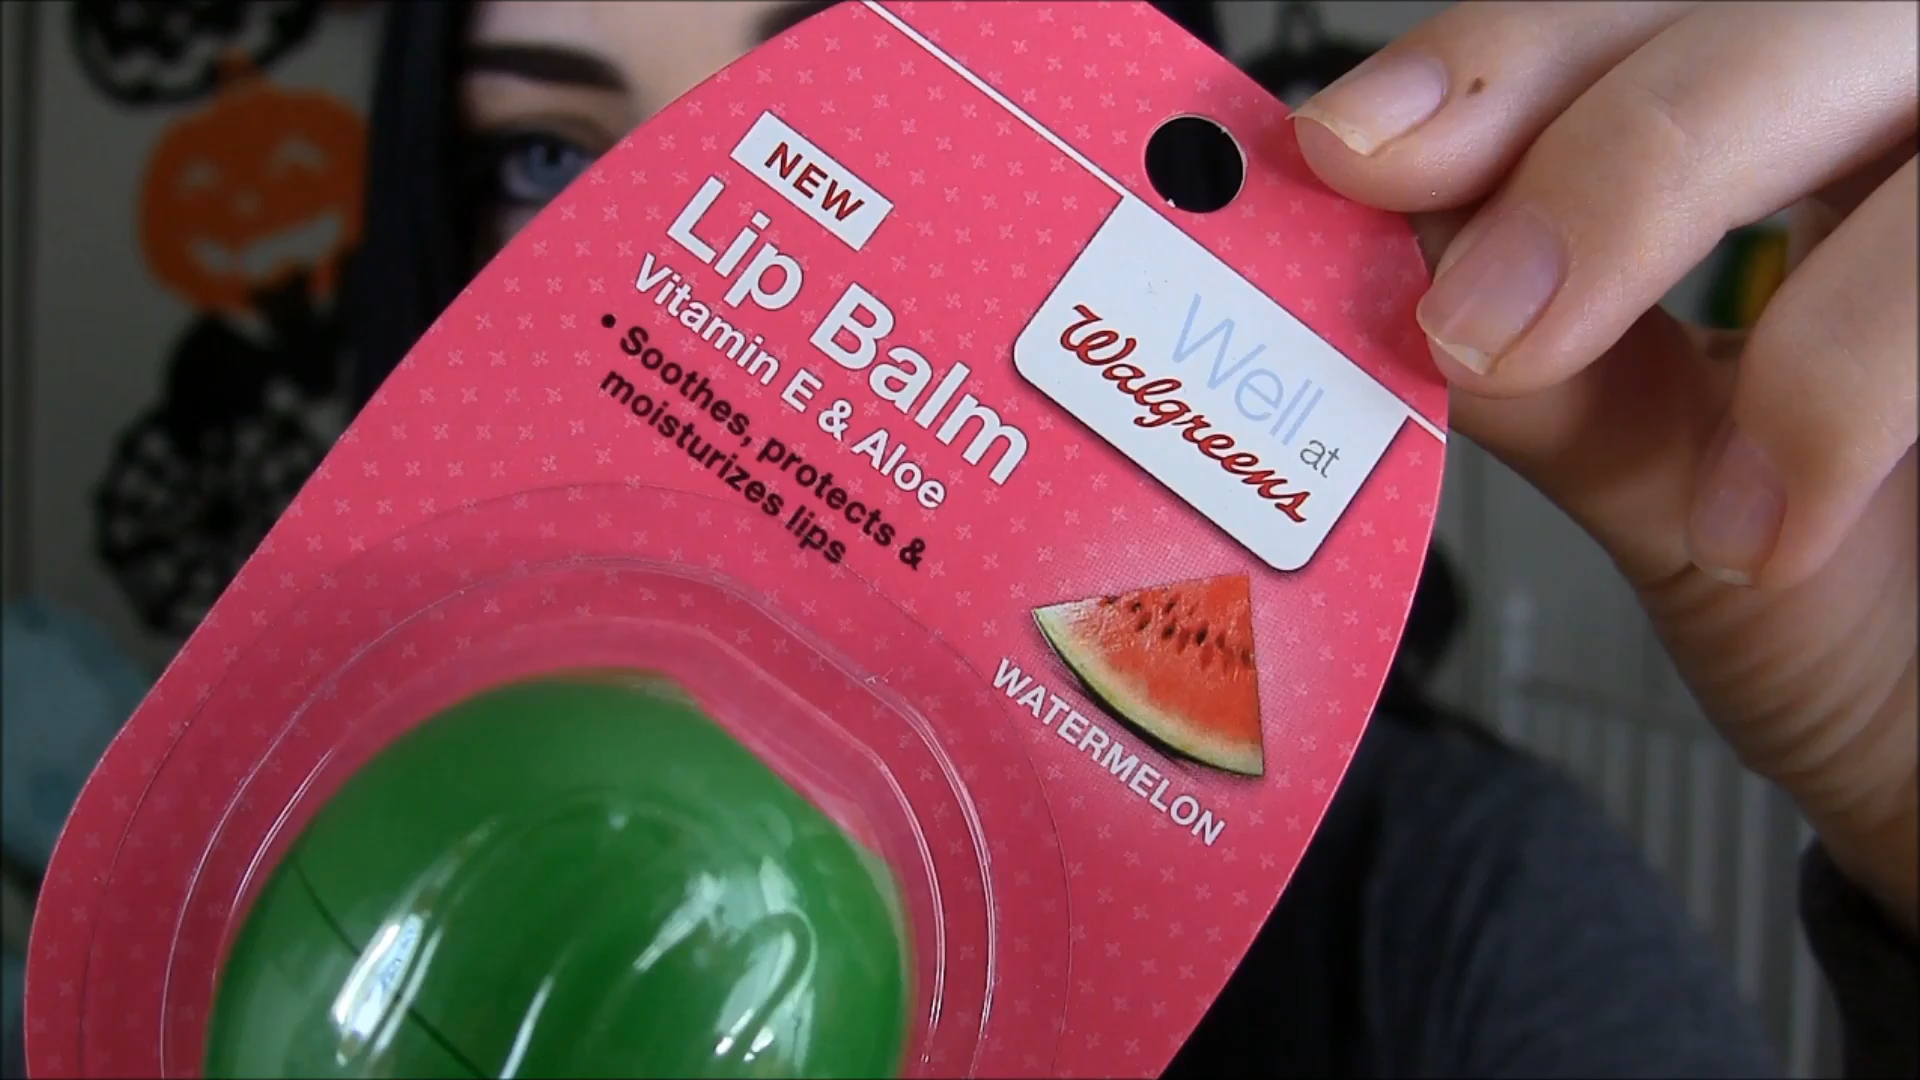 NEW
Lip Balm
Vitamin E & Aloe
• Soothes, protects &
moisturizes lips
Well at
Walgreens
WATERMELON